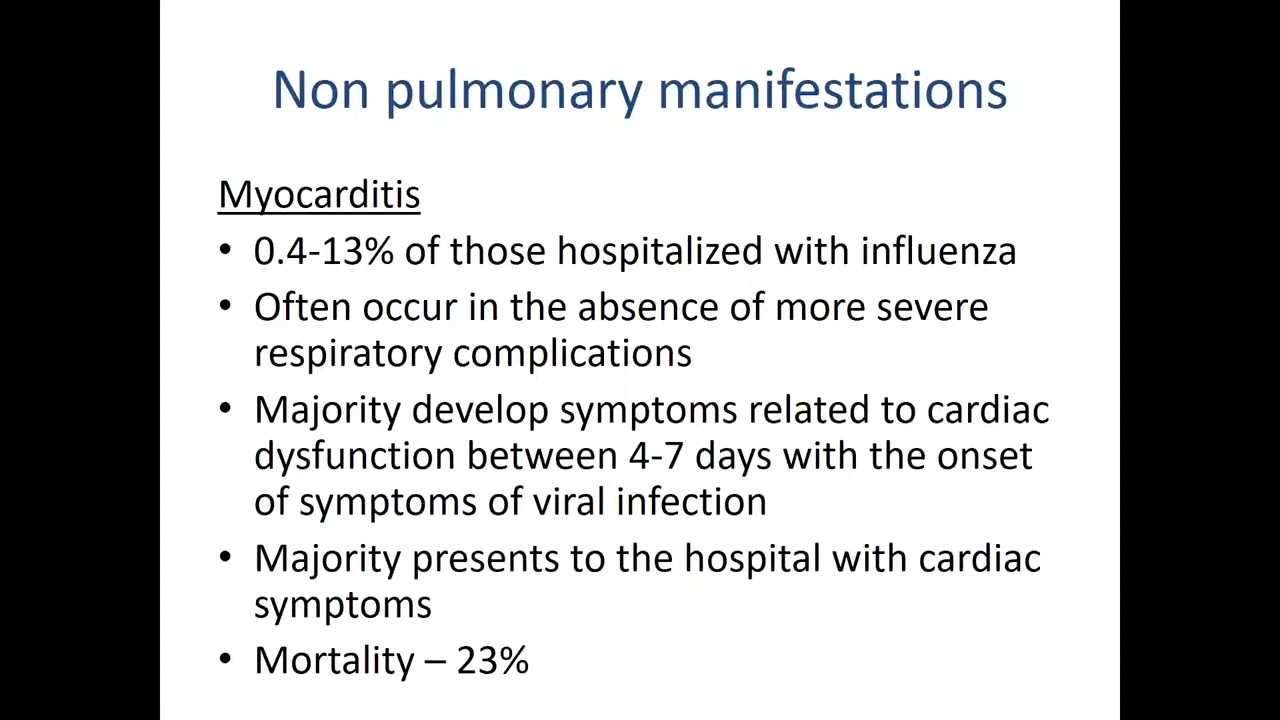 Non pulmonary manifestations
Myocarditis
• 0.4-13% of those hospitalized with influenza
• Often occur in the absence of more severe
respiratory complications
• Majority develop symptoms related to cardiac
dysfunction between 4-7 days with the onset
of symptoms of viral infection
• Majority presents to the hospital with cardiac
symptoms
• Mortality – 23%